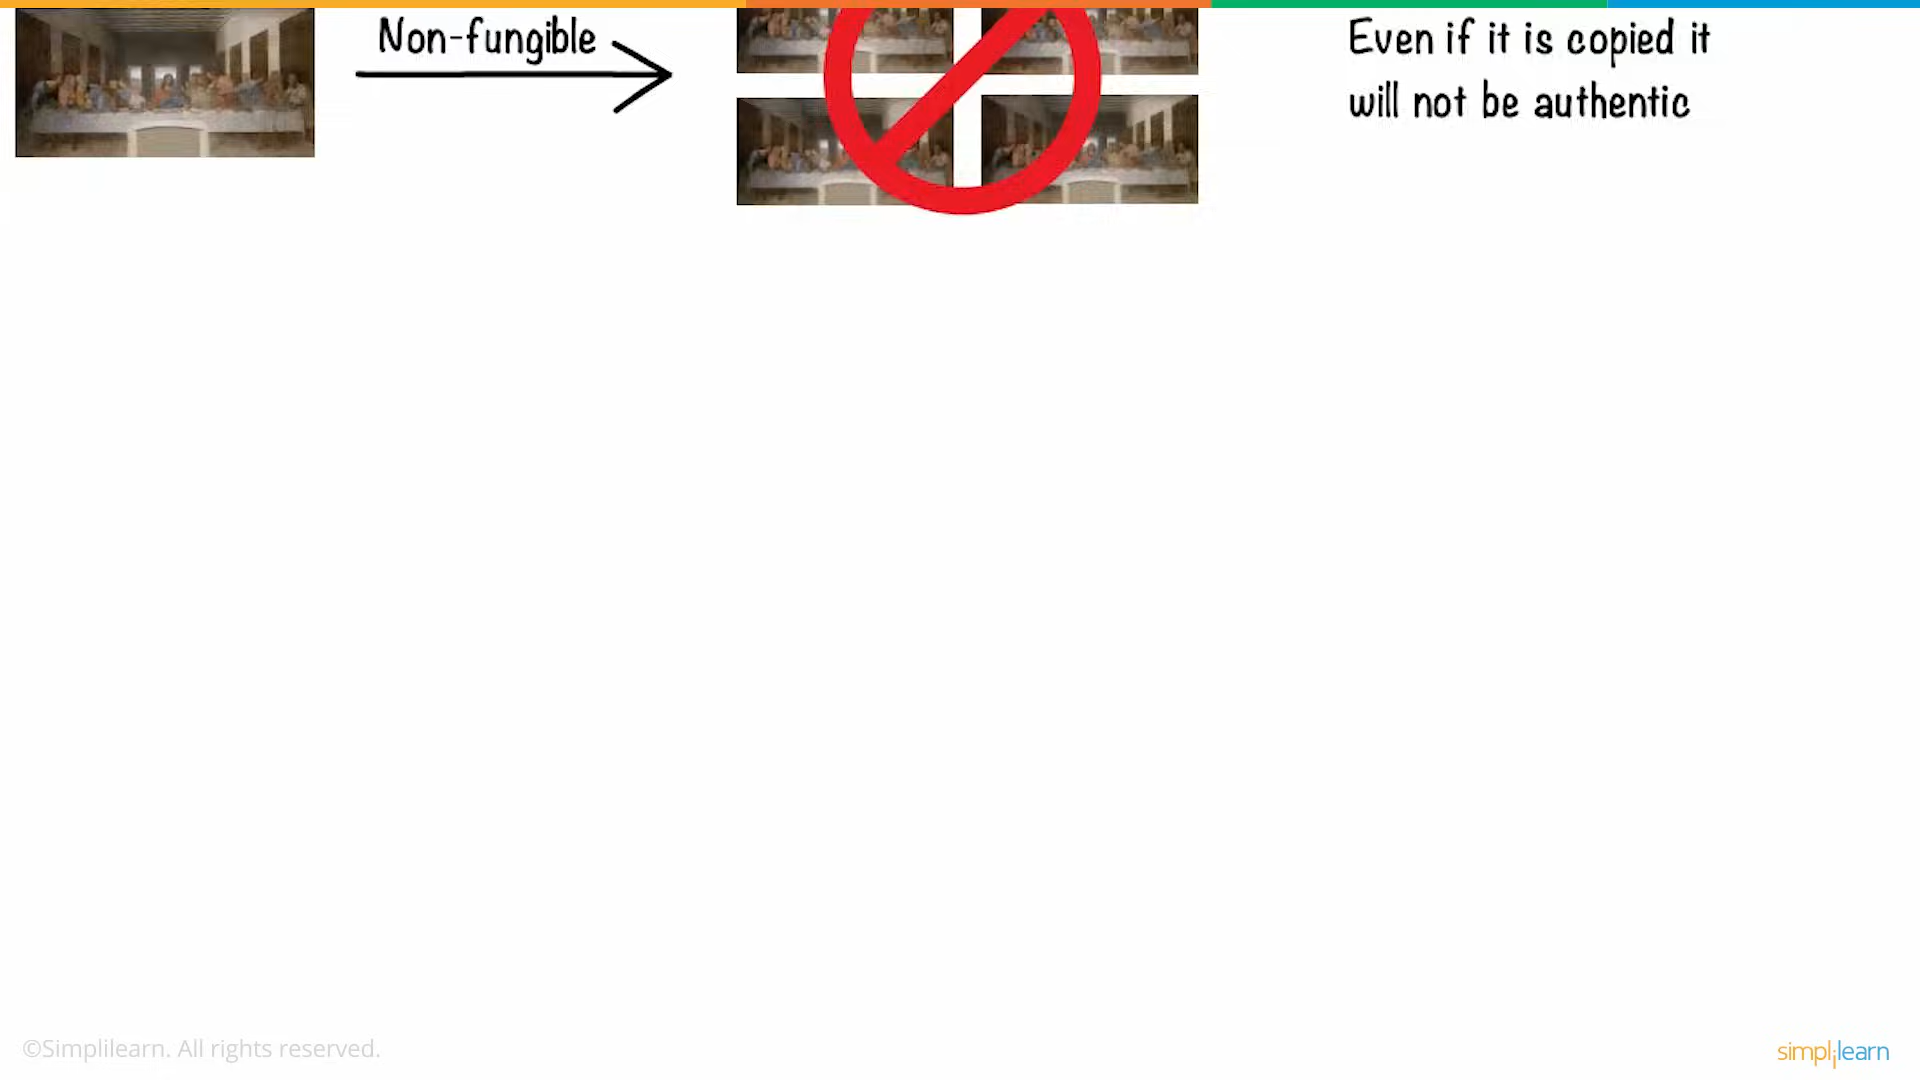 Non-fungible
Even if it is copied it
will not be authentic
©Simplilearn. All rights reserved.
simplilearn